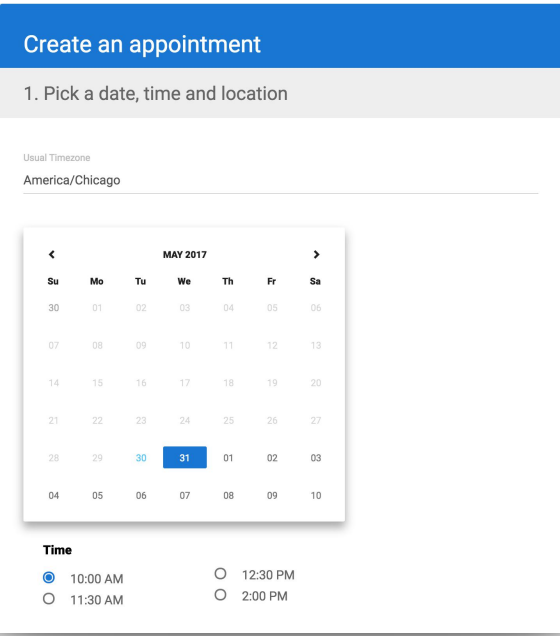 Create an appointment
1. Pick a date, time and location
Usual Timezone
America/Chicago
MAY 2017
Su Mo Tu We Th Fr Sa
30 01 02 03 04 05 06
07 08 09 10 11 12 13
14 15 16 17 18 19 20
21 22 23 24 25 26 27
28 29 30 31 01 02 03
04 05 06 07 08 09 10
Time
10:00 AM 12:30 PM
11:30 AM 2:00 PM